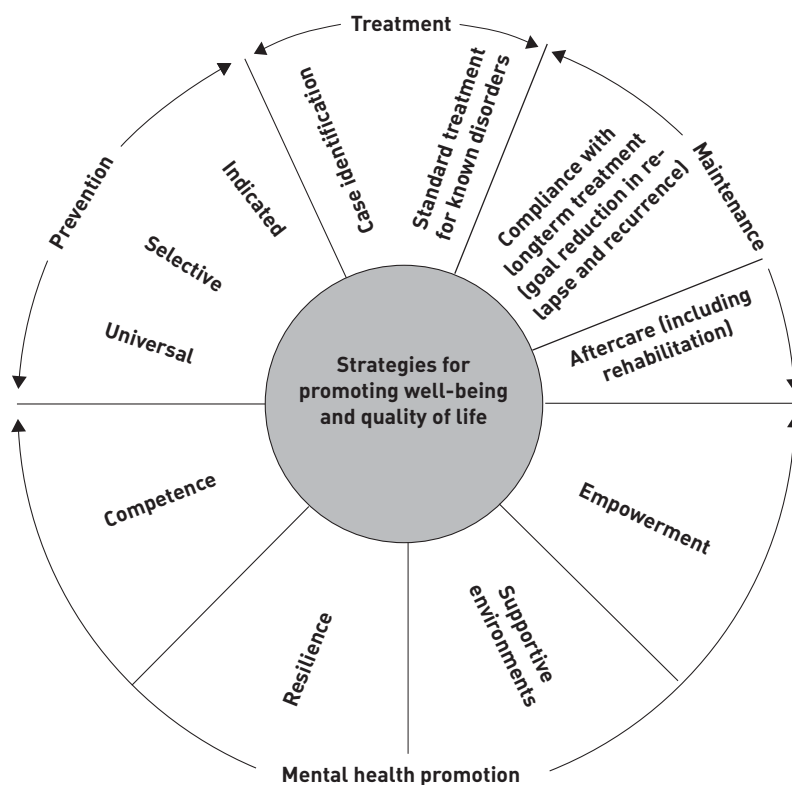 Treatment
Prevention
Maintenance
Universal
Selective
Indicated
Case identification
Standard treatment
for known disorders
Compliance with
longterm treatment
(goal reduction in re-
lapse and recurrence)
Aftercare (including
rehabilitation)
Strategies for
promoting well-being
and quality of life
Competence
Resilience
Supportive
environments
Empowerment
Mental health promotion